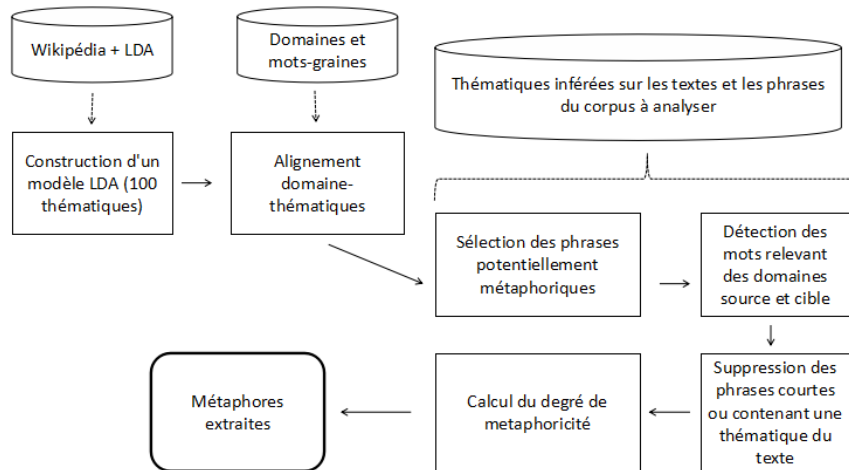 Wikipédia + LDA
Domaines et
mots-graines
Thématiques inférées sur les textes et les phrases
du corpus à analyser
Construction d'un
modèle LDA (100
thématiques)
Alignement
domaine-
thématiques
Sélection des phrases
potentiellement
métaphoriques
Détection des
mots relevant
des domaines
source et cible
Suppression des
phrases courtes
ou contenant une
thématique du
texte
Calcul du degré de
metaphoricité
Métaphores
extraites